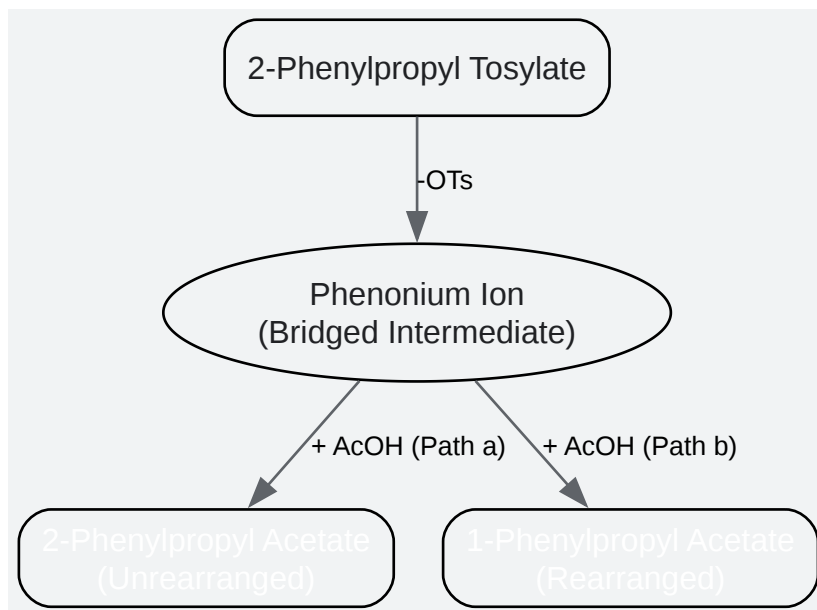 2-Phenylpropyl Tosylate
-OTs
Phenonium Ion
(Bridged Intermediate)
+ AcOH (Path a)
+ AcOH (Path b)
2-Phenylpropyl Acetate
(Unrearranged)
1-Phenylpropyl Acetate
(Rearranged)